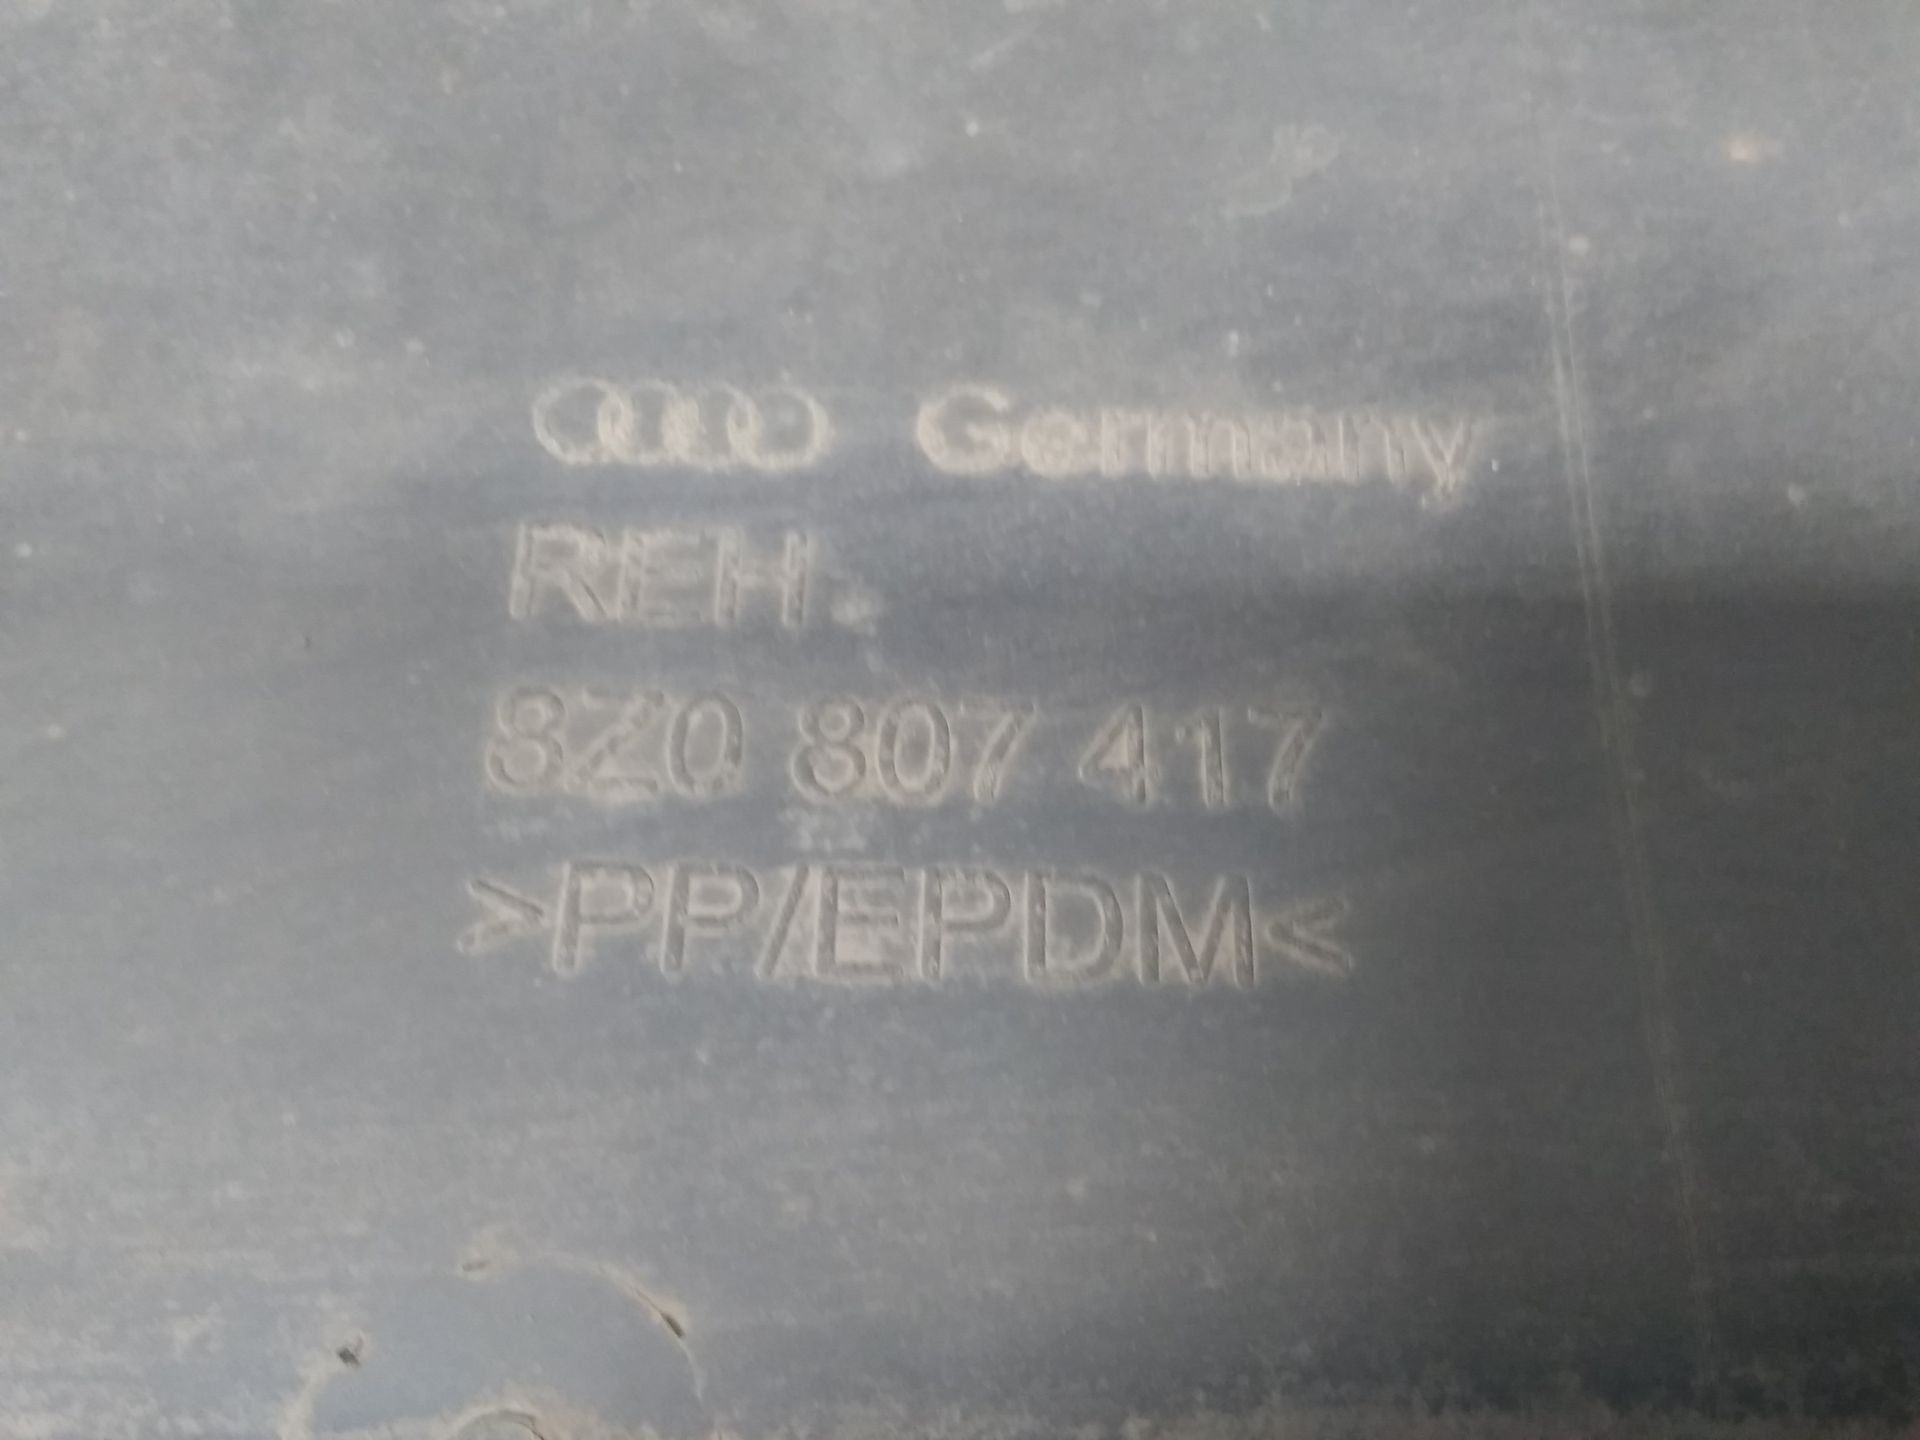 Germany
REH
8Z0 807 417
>PP/EPDM<